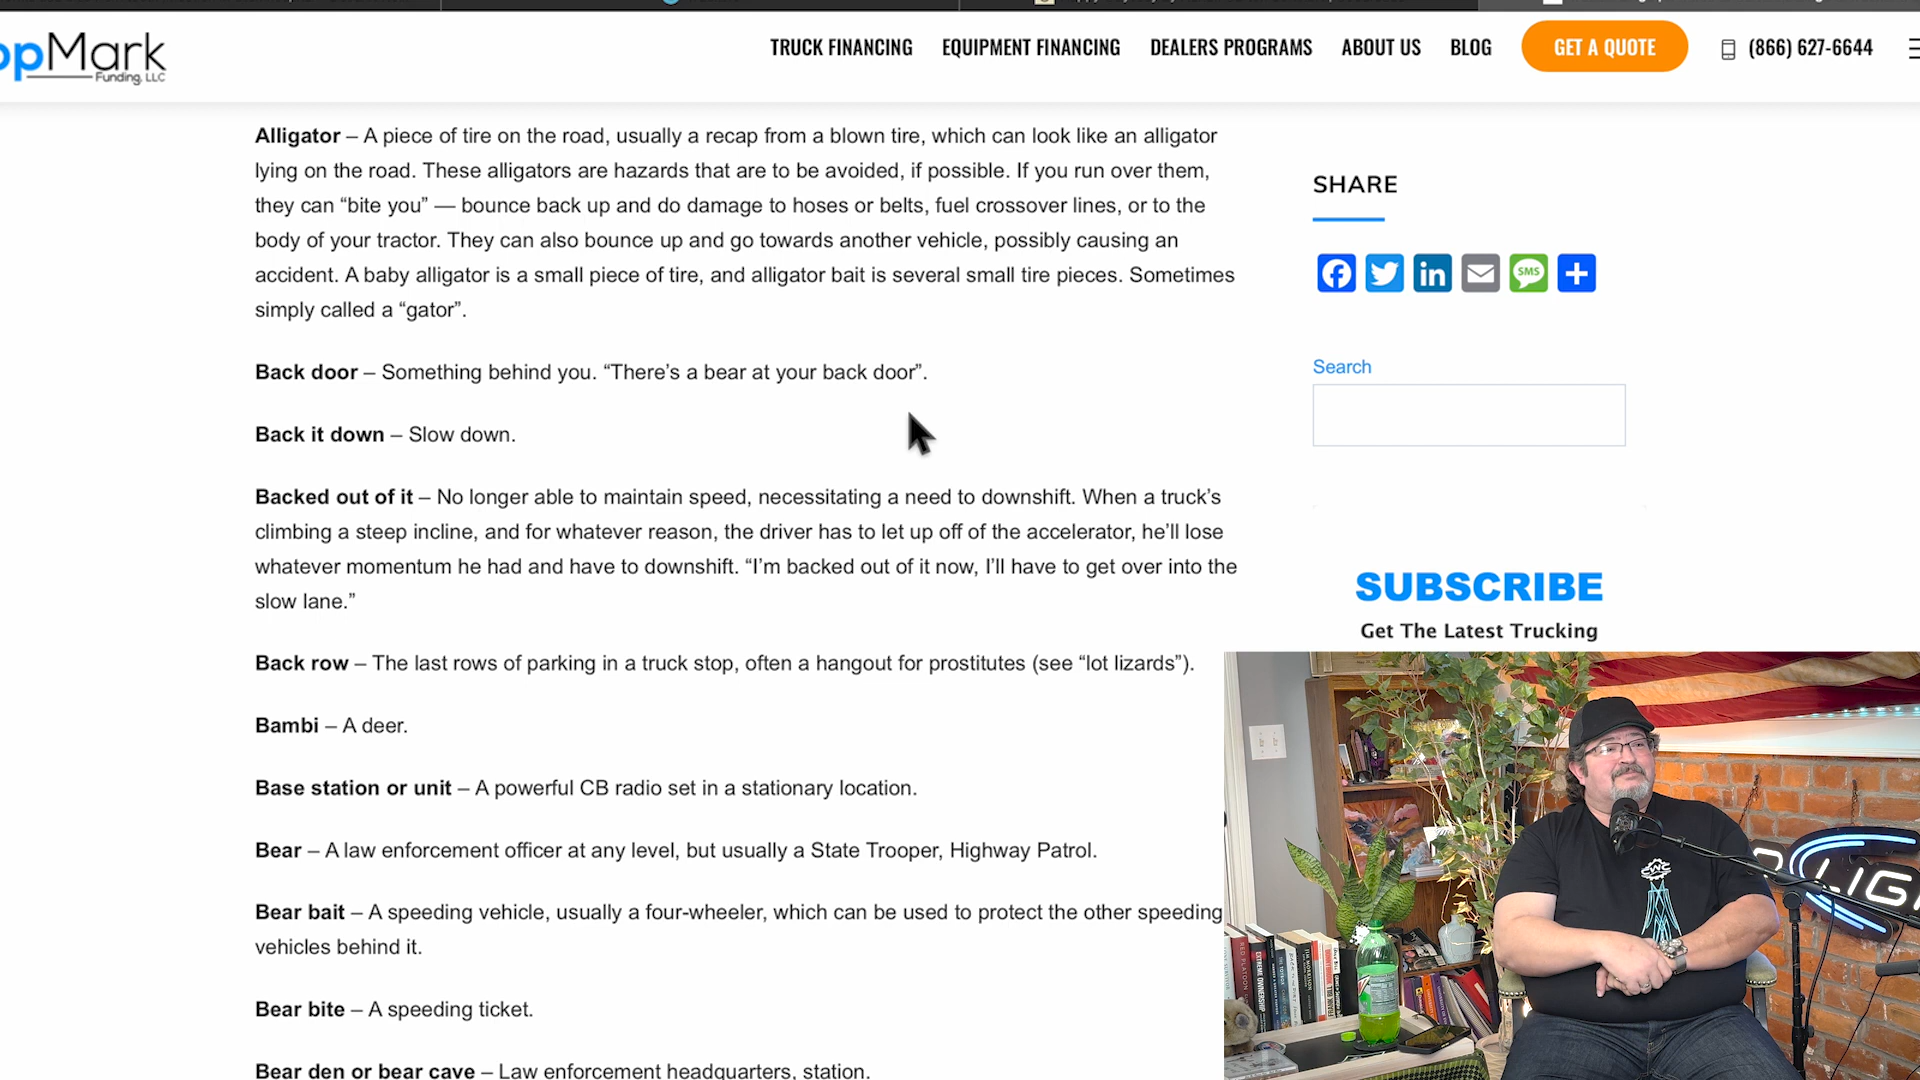 opMark
Funding, LLC
TRUCK FINANCING EQUIPMENT FINANCING DEALERS PROGRAMS ABOUT US BLOG GET A QUOTE (866) 627-6644
Alligator – A piece of tire on the road, usually a recap from a blown tire, which can look like an alligator
lying on the road. These alligators are hazards that are to be avoided, if possible. If you run over them,
they can “bite you” — bounce back up and do damage to hoses or belts, fuel crossover lines, or to the
body of your tractor. They can also bounce up and go towards another vehicle, possibly causing an
accident. A baby alligator is a small piece of tire, and alligator bait is several small tire pieces. Sometimes
simply called a “gator”.
Back door – Something behind you. “There’s a bear at your back door”.
Back it down – Slow down.
Backed out of it – No longer able to maintain speed, necessitating a need to downshift. When a truck’s
climbing a steep incline, and for whatever reason, the driver has to let up off of the accelerator, he’ll lose
whatever momentum he had and have to downshift. “I’m backed out of it now, I’ll have to get over into the
slow lane.”
Back row – The last rows of parking in a truck stop, often a hangout for prostitutes (see “lot lizards”).
Bambi – A deer.
Base station or unit – A powerful CB radio set in a stationary location.
Bear – A law enforcement officer at any level, but usually a State Trooper, Highway Patrol.
Bear bait – A speeding vehicle, usually a four-wheeler, which can be used to protect the other speeding
vehicles behind it.
Bear bite – A speeding ticket.
Bear den or bear cave – Law enforcement headquarters, station.
SHARE
SMS
Search
SUBSCRIBE
Get The Latest Trucking
CWC
LIG
RED PLATOON
EXTREME OWNERSHIP
JIM MORRISON